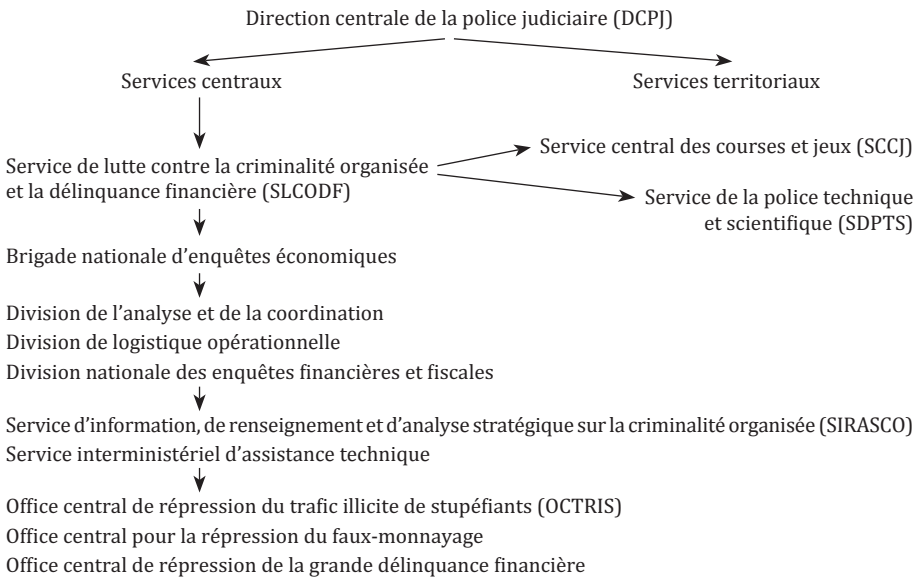 Direction centrale de la police judiciaire (DCPJ)
Services centraux
Services territoriaux
Service central des courses et jeux (SCCJ)
Service de lutte contre la criminalité organisée
et la délinquance financière (SLCODF)
Service de la police technique
et scientifique (SDPTS)
Brigade nationale d’enquêtes économiques
Division de l’analyse et de la coordination
Division de logistique opérationnelle
Division nationale des enquêtes financières et fiscales
Service d’information, de renseignement et d’analyse stratégique sur la criminalité organisée (SIRASCO)
Service interministériel d’assistance technique
Office central de répression du trafic illicite de stupéfiants (OCTRIS)
Office central pour la répression du faux-monnayage
Office central de répression de la grande délinquance financière